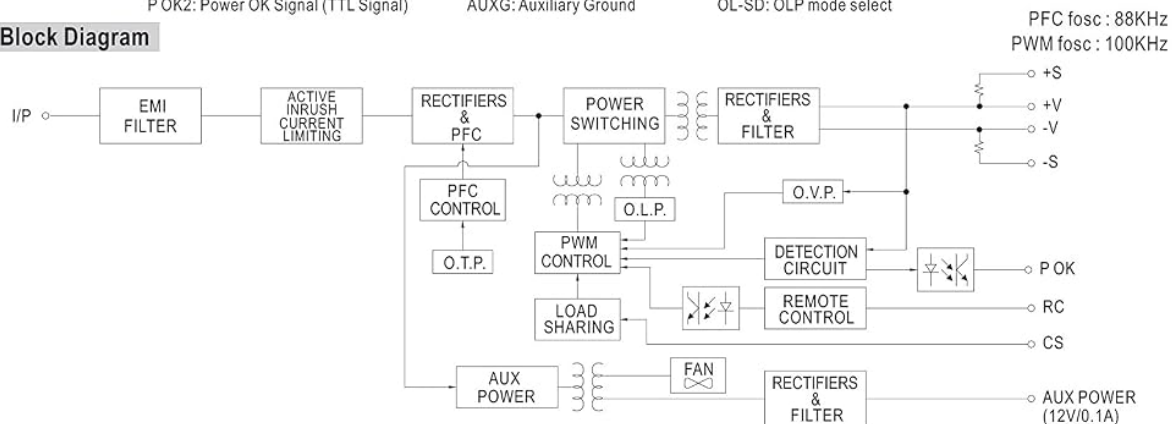 P OK2: Power OK Signal (TTL Signal) AUXG: Auxiliary Ground OL-SD: OLP mode select
Block Diagram
PFC fosc : 88KHz
PWM fosc : 100KHz
I/P
EMI
FILTER
ACTIVE
INRUSH
CURRENT
LIMITING
RECTIFIERS
&
PFC
POWER
SWITCHING
RECTIFIERS
&
FILTER
+S
+V
-V
-S
PFC
CONTROL
O.L.P.
O.V.P.
O.T.P.
PWM
CONTROL
DETECTION
CIRCUIT
P OK
LOAD
SHARING
REMOTE
CONTROL
RC
CS
AUX
POWER
FAN
RECTIFIERS
&
FILTER
AUX POWER
(12V/0.1A)